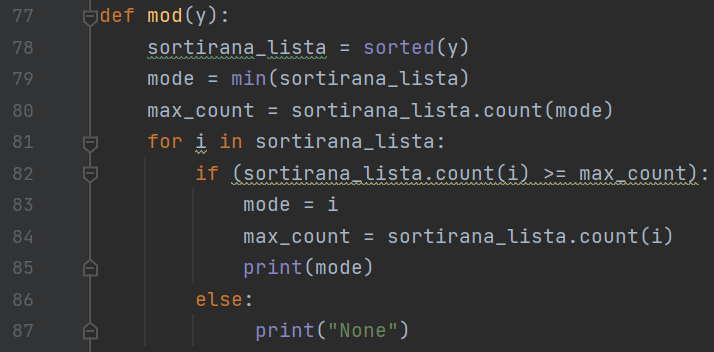 77 def mod(y):
78     sortirana_lista = sorted(y)
79     mode = min(sortirana_lista)
80     max_count = sortirana_lista.count(mode)
81     for i in sortirana_lista:
82         if (sortirana_lista.count(i) >= max_count):
83             mode = i
84             max_count = sortirana_lista.count(i)
85             print(mode)
86         else:
87              print("None")